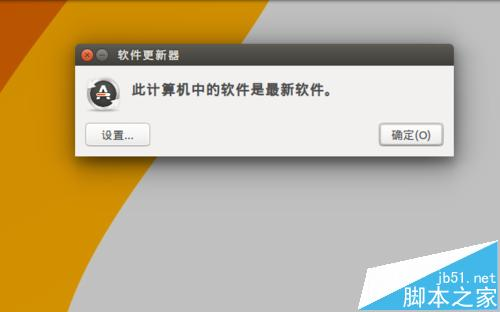 软件更新器
此计算机中的软件是最新软件。
设置...
确定(O)
jb51.net
脚本之家